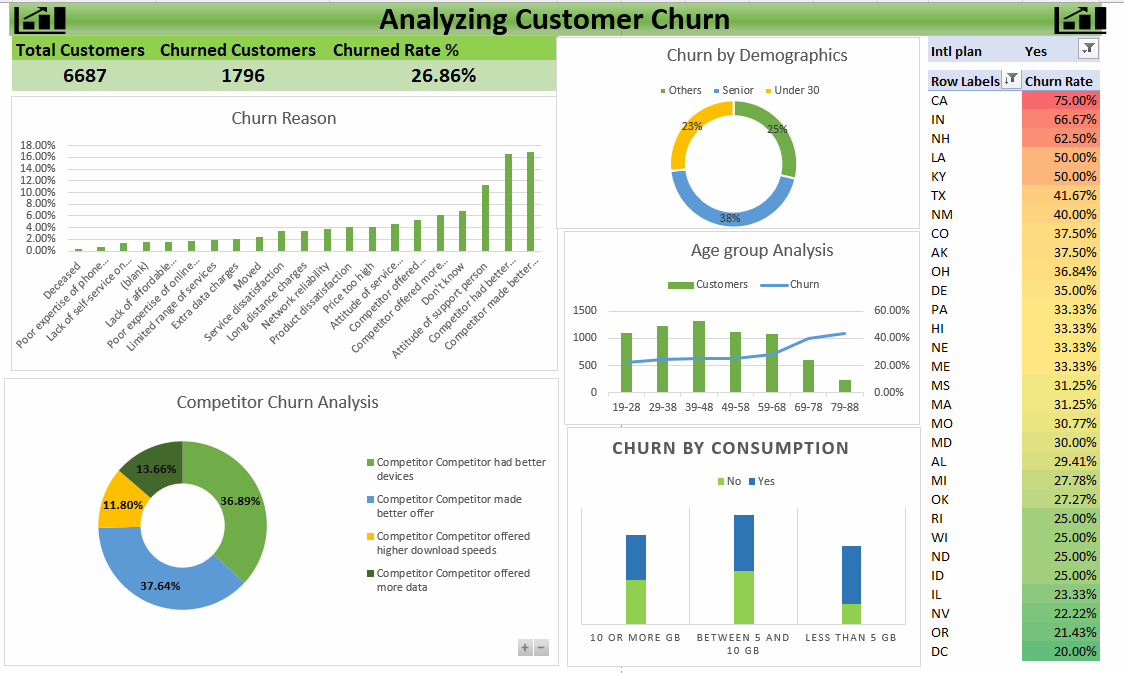 Analyzing Customer Churn
Total Customers Churned Customers Churned Rate %
6687 1796 26.86%
Churn Reason
18.00%
16.00%
14.00%
12.00%
10.00%
8.00%
6.00%
4.00%
2.00%
0.00%
Deceased
Poor expertise of phone...
Lack of self-service on...
(blank)
Lack of affordable...
Poor expertise of online...
Limited range of services
Extra data charges
Moved
Service dissatisfaction
Long distance charges
Network reliability
Product dissatisfaction
Price too high
Attitude of service...
Competitor offered...
Competitor offered more...
Don't know
Attitude of support person
Competitor had better...
Competitor made better...
Competitor Churn Analysis
13.66%
36.89%
11.80%
37.64%
Competitor Competitor had better
devices
Competitor Competitor made
better offer
Competitor Competitor offered
higher download speeds
Competitor Competitor offered
more data
+ −
Churn by Demographics
Others Senior Under 30
23% 25%
38%
Age group Analysis
Customers Churn
1500 60.00%
1000 40.00%
500 20.00%
0 0.00%
19-28 29-38 39-48 49-58 59-68 69-78 79-88
CHURN BY CONSUMPTION
No Yes
10 OR MORE GB BETWEEN 5 AND LESS THAN 5 GB
10 GB
Intl plan Yes
Row Labels Churn Rate
CA 75.00%
IN 66.67%
NH 62.50%
LA 50.00%
KY 50.00%
TX 41.67%
NM 40.00%
CO 37.50%
AK 37.50%
OH 36.84%
DE 35.00%
PA 33.33%
HI 33.33%
NE 33.33%
ME 33.33%
MS 31.25%
MA 31.25%
MO 30.77%
MD 30.00%
AL 29.41%
MI 27.78%
OK 27.27%
RI 25.00%
WI 25.00%
ND 25.00%
ID 25.00%
IL 23.33%
NV 22.22%
OR 21.43%
DC 20.00%